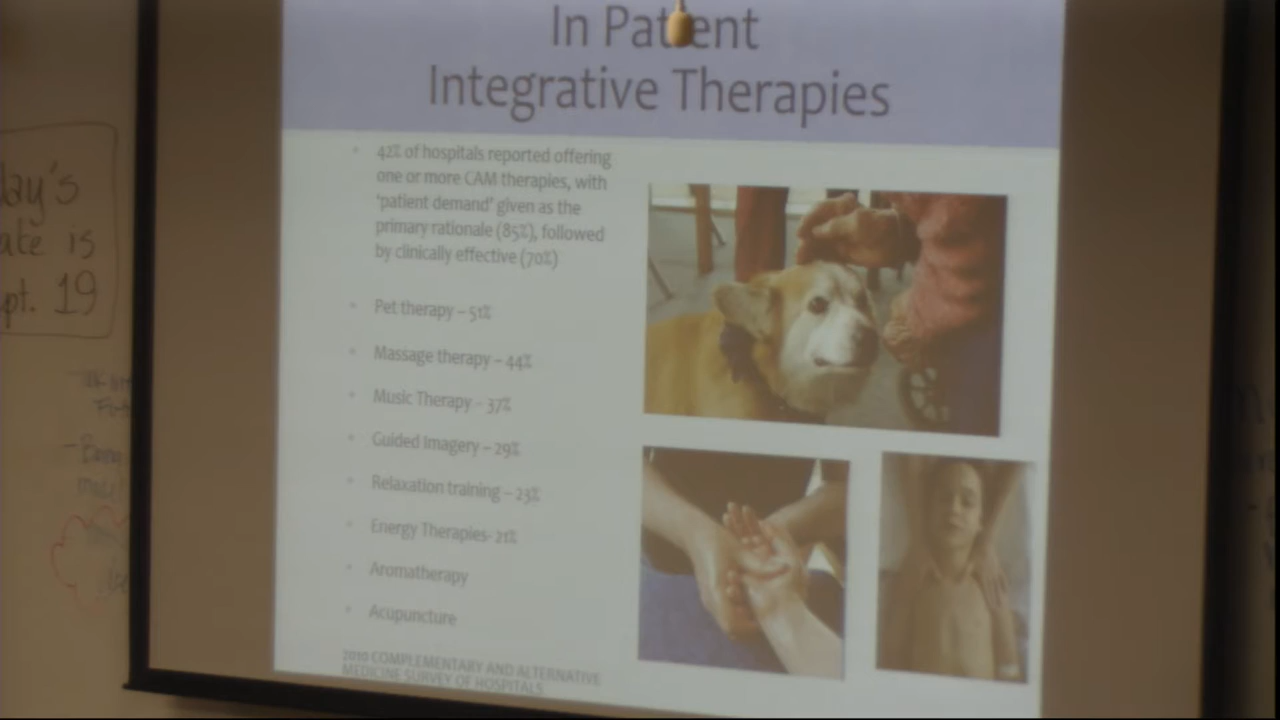 In Patient
Integrative Therapies
42% of hospitals reported offering
one or more CAM therapies, with
'patient demand' given as the
primary rationale (85%), followed
by clinically effective (70%)
Pet therapy – 51%
Massage therapy – 44%
Music Therapy – 37%
Guided Imagery – 29%
Relaxation training – 23%
Energy Therapies- 21%
Aromatherapy
Acupuncture
2010 COMPLEMENTARY AND ALTERNATIVE
MEDICINE SURVEY OF HOSPITALS
ay's
ate is
pt. 19